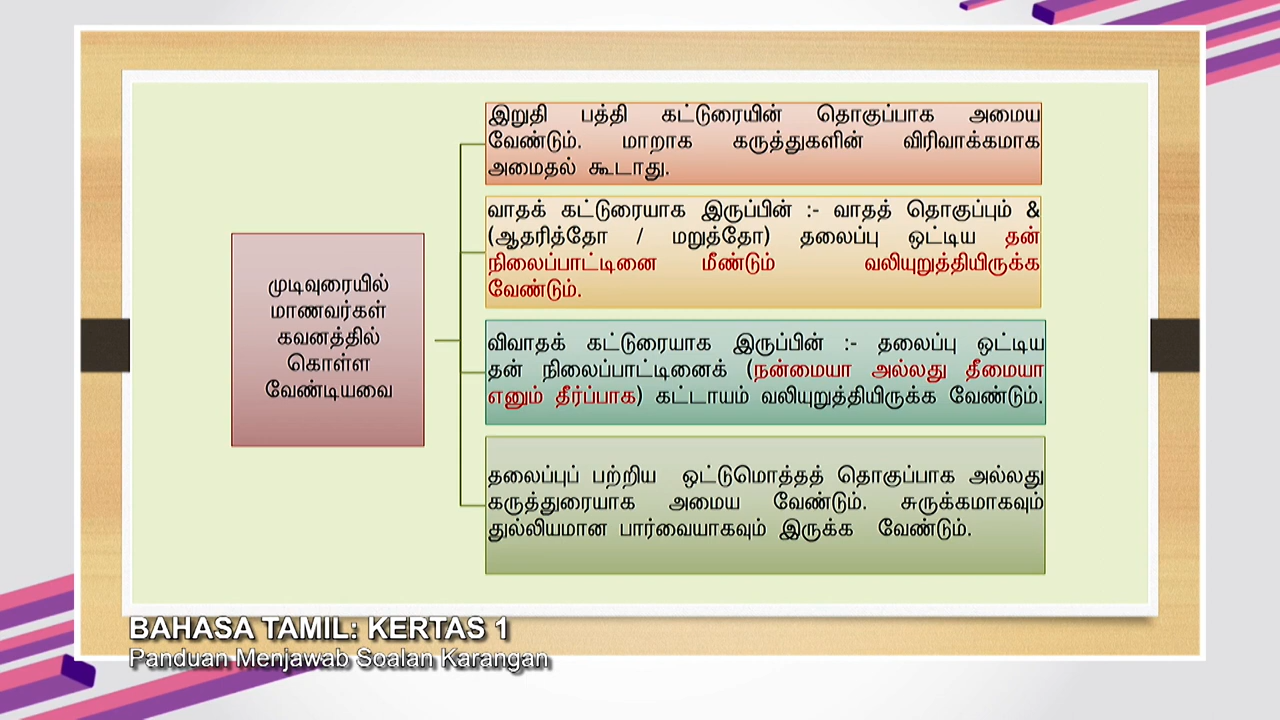 முடிவுரையில்
மாணவர்கள்
கவனத்தில்
கொள்ள
வேண்டியவை
இறுதி பத்தி கட்டுரையின் தொகுப்பாக அமைய
வேண்டும். மாறாக கருத்துகளின் விரிவாக்கமாக
அமைதல் கூடாது.
வாதக் கட்டுரையாக இருப்பின் :- வாதத் தொகுப்பும் &
(ஆதரித்தோ / மறுத்தோ) தலைப்பு ஒட்டிய தன்
நிலைப்பாட்டினை மீண்டும் வலியுறுத்தியிருக்க
வேண்டும்.
விவாதக் கட்டுரையாக இருப்பின் :- தலைப்பு ஒட்டிய
தன் நிலைப்பாட்டினைக் (நன்மையா அல்லது தீமையா
எனும் தீர்ப்பாக) கட்டாயம் வலியுறுத்தியிருக்க வேண்டும்.
தலைப்புப் பற்றிய ஒட்டுமொத்தத் தொகுப்பாக அல்லது
கருத்துரையாக அமைய வேண்டும். சுருக்கமாகவும்
துல்லியமான பார்வையாகவும் இருக்க வேண்டும்.
BAHASA TAMIL: KERTAS 1
Panduan Menjawab Soalan Karangan